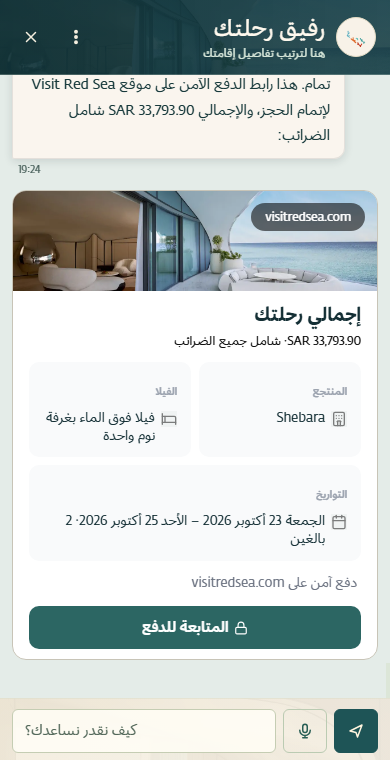 رفيق رحلتك
هنا لترتيب تفاصيل إقامتك
تمام. هذا رابط الدفع الآمن على موقع Visit Red Sea
لإتمام الحجز، والإجمالي SAR 33,793.90 شامل
الضرائب:
19:24
visitredsea.com
إجمالي رحلتك
SAR 33,793.90· شامل جميع الضرائب
المنتجع
Shebara
الفيلا
فيلا فوق الماء بغرفة
نوم واحدة
التواريخ
الجمعة 23 أكتوبر 2026 – الأحد 25 أكتوبر 2026· 2
بالغين
دفع آمن على visitredsea.com
المتابعة للدفع
كيف نقدر نساعدك؟